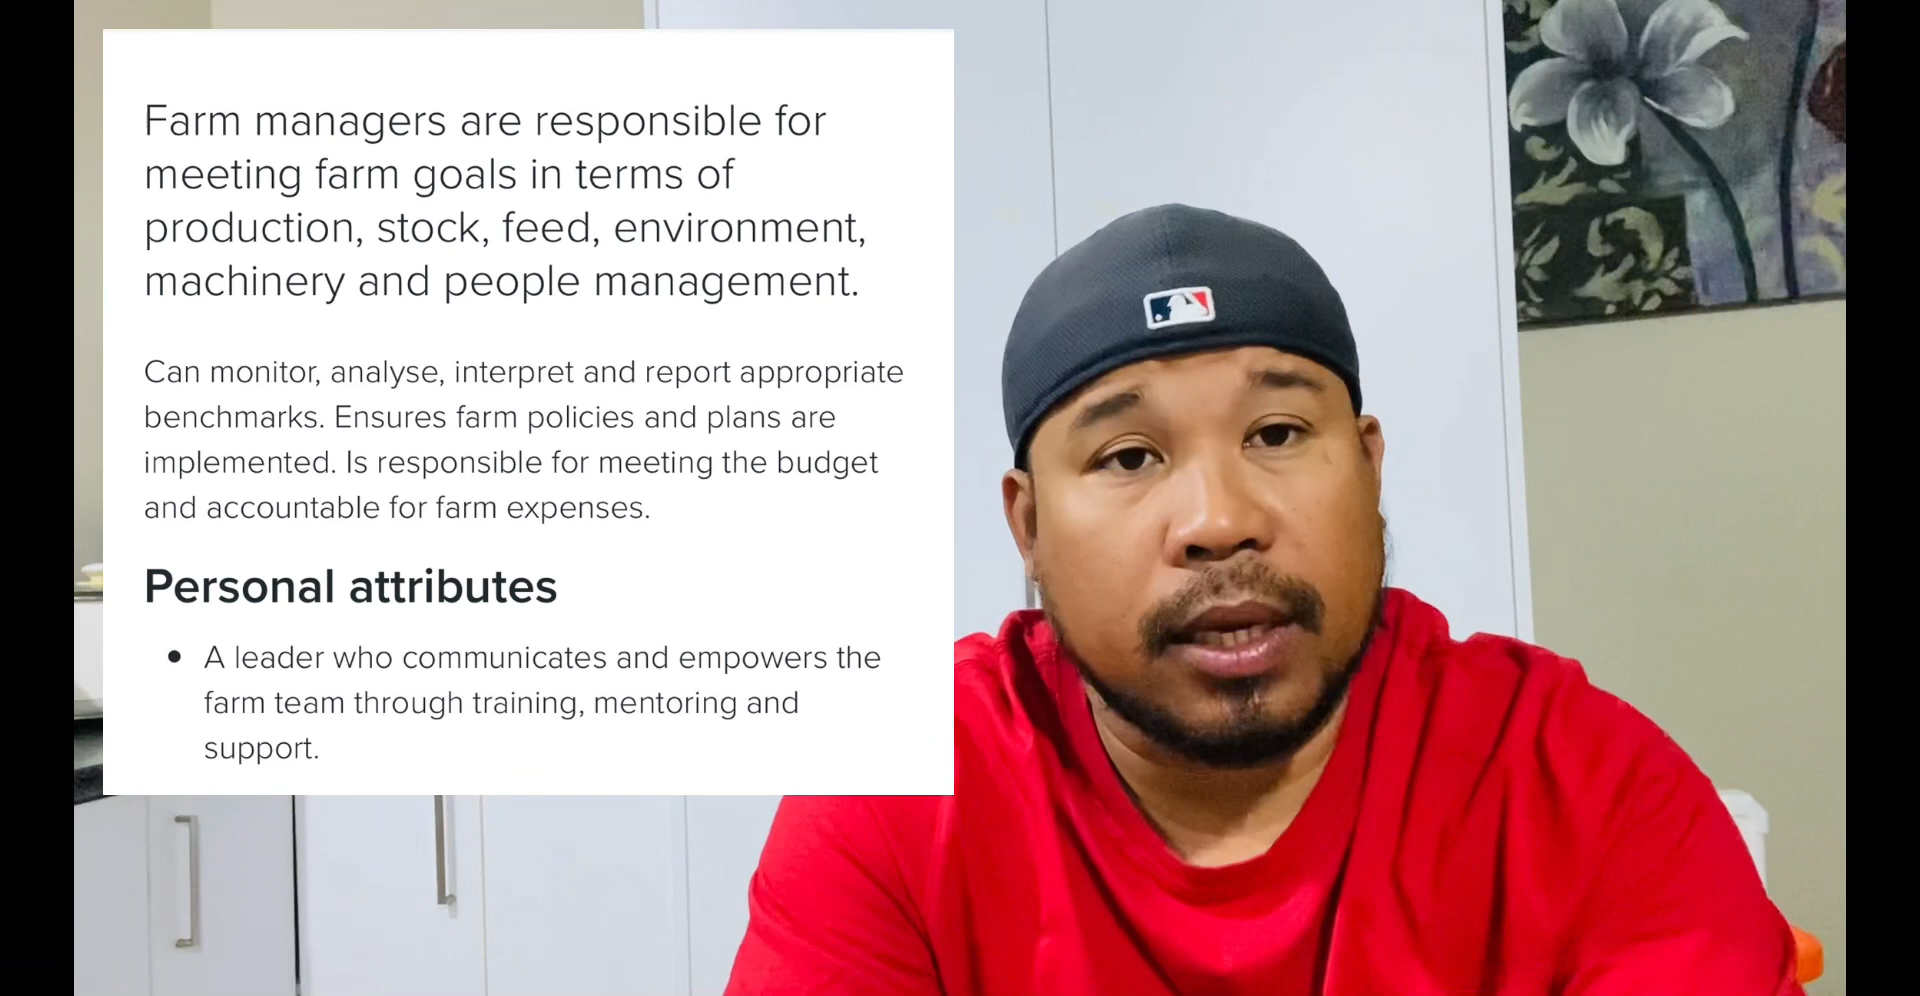 Farm managers are responsible for
meeting farm goals in terms of
production, stock, feed, environment,
machinery and people management.
Can monitor, analyse, interpret and report appropriate
benchmarks. Ensures farm policies and plans are
implemented. Is responsible for meeting the budget
and accountable for farm expenses.
Personal attributes
• A leader who communicates and empowers the
farm team through training, mentoring and
support.